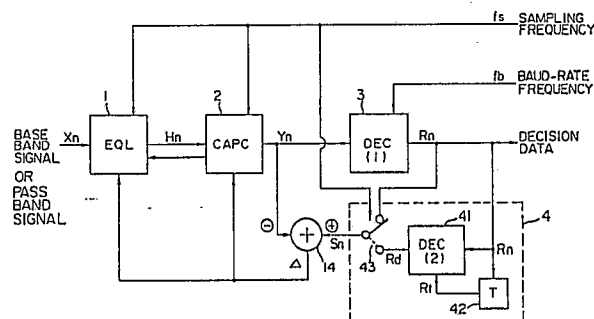 fs SAMPLING
FREQUENCY
fb BAUD-RATE
FREQUENCY
1
2
3
BASE
BAND
SIGNAL
OR
PASS
BAND
SIGNAL
Xn
EQL
Hn
CAPC
Yn
DEC
(1)
Rn
DECISION
DATA
⊖
+
⊕
Sn
Δ
14
43
Rd
41
DEC
(2)
Rn
4
Rt
T
42